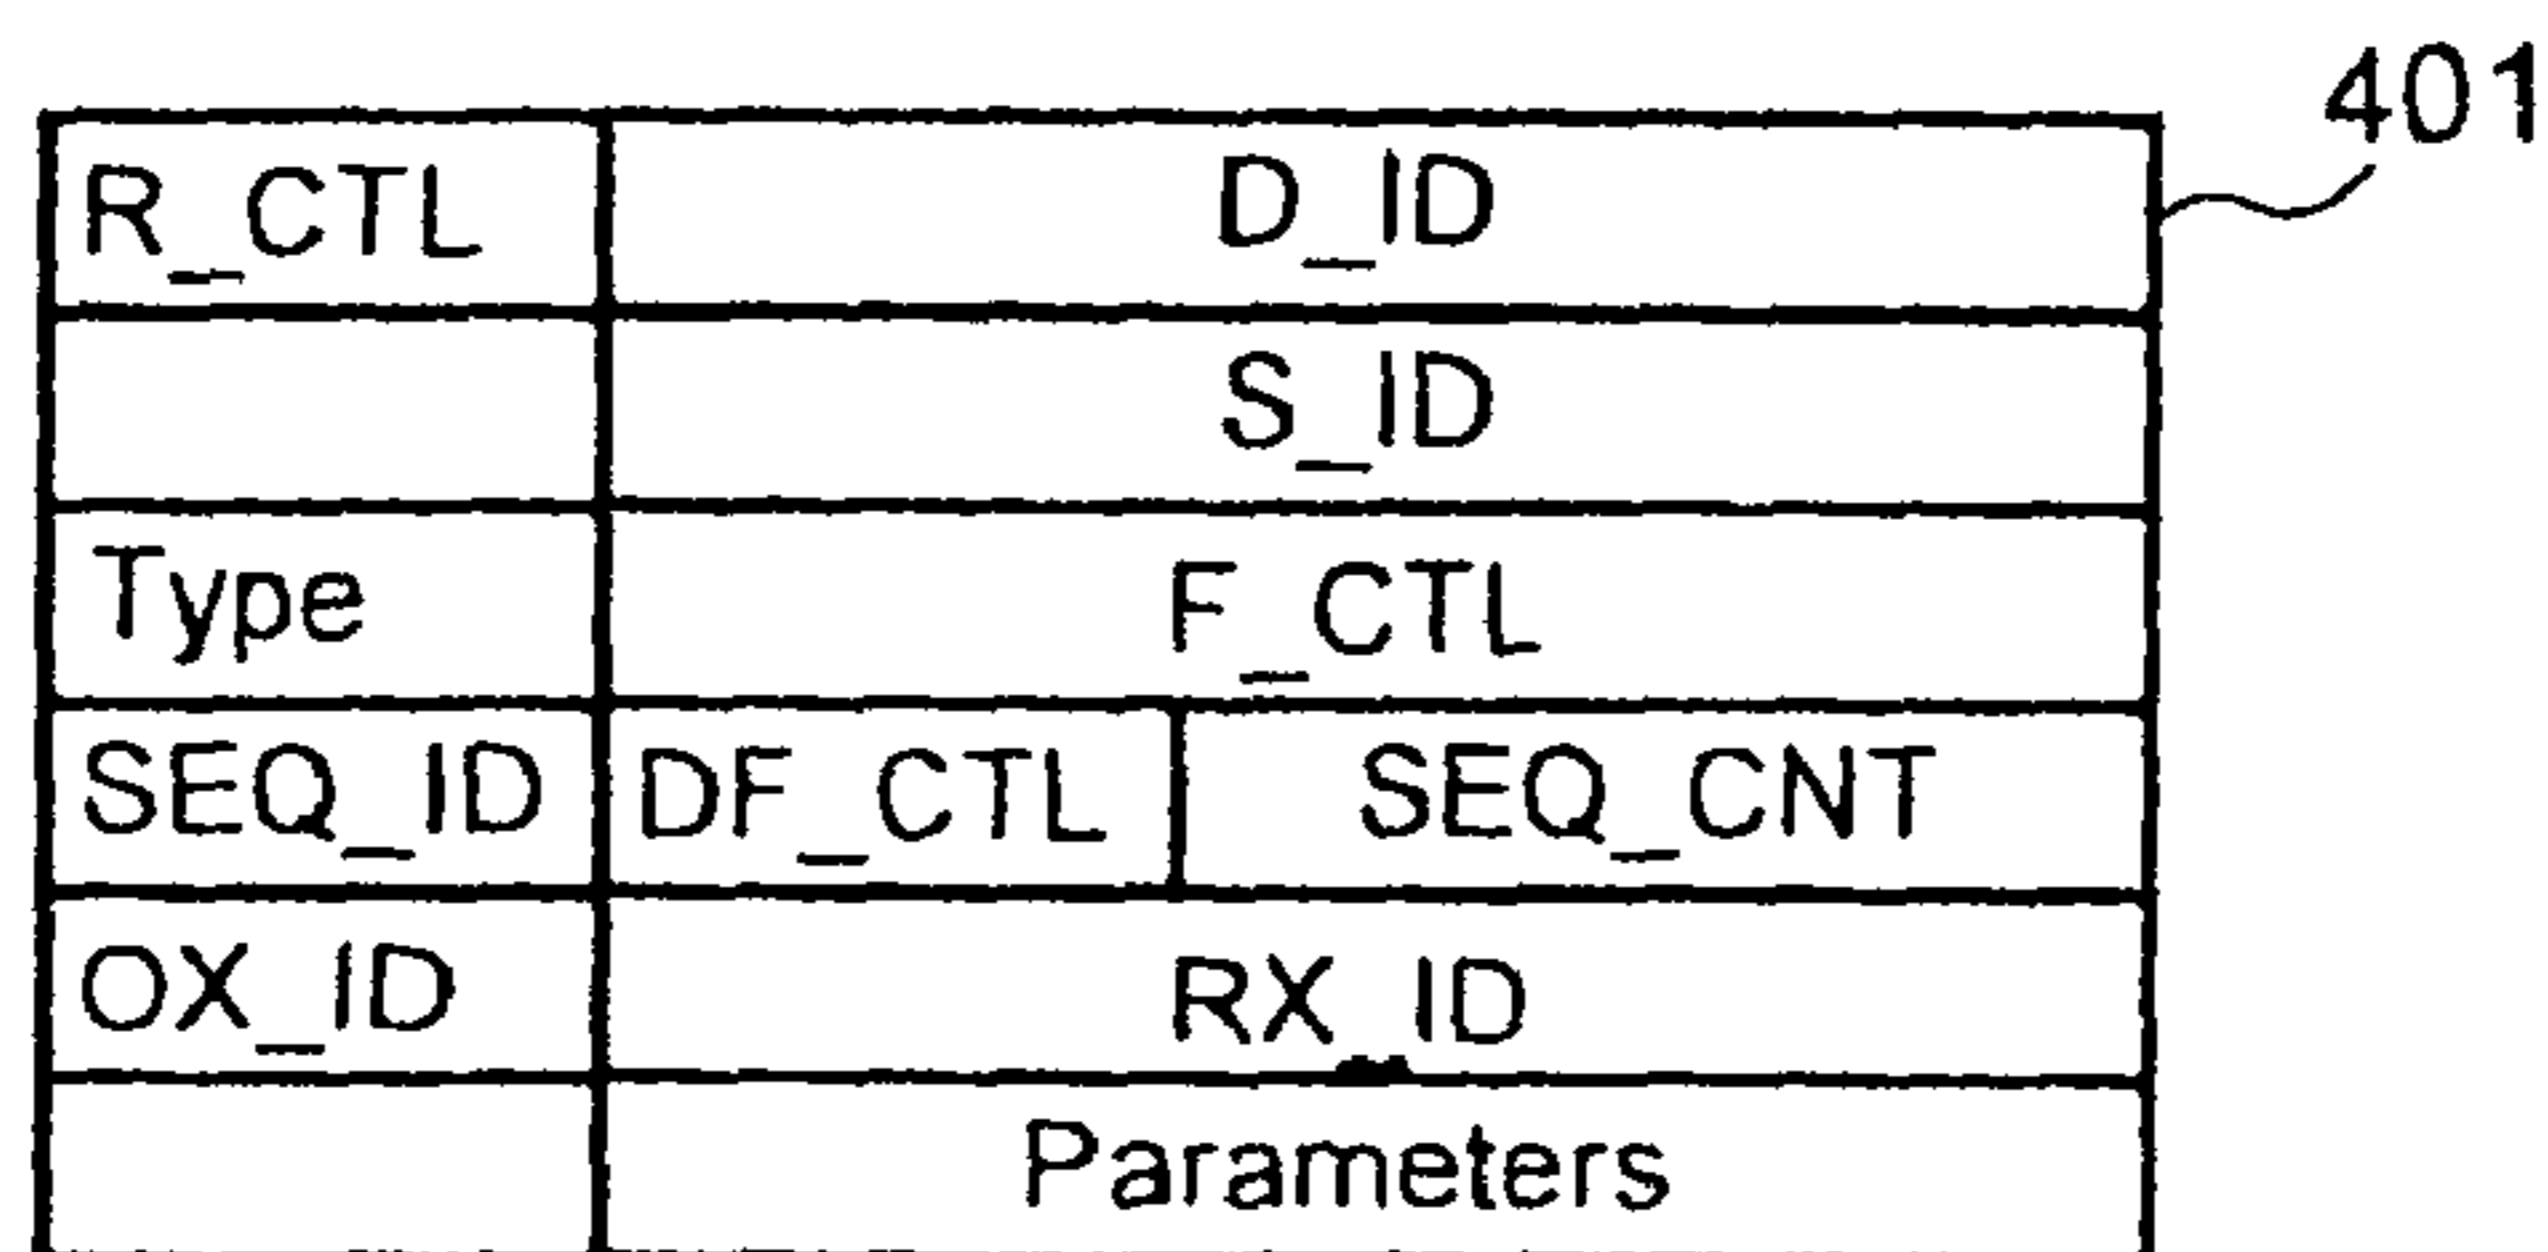 401
R_CTL D_ID
S_ID
Type F_CTL
SEQ_ID DF_CTL SEQ_CNT
OX_ID RX_ID
Parameters